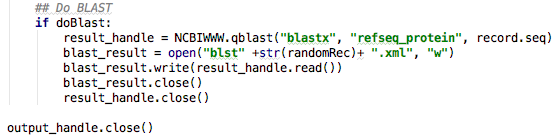 ## Do BLAST
if doBlast:
result_handle = NCBIWWW.qblast("blastx", "refseq_protein", record.seq)
blast_result = open("blst" +str(randomRec)+ ".xml", "w")
blast_result.write(result_handle.read())
blast_result.close()
result_handle.close()
output_handle.close()